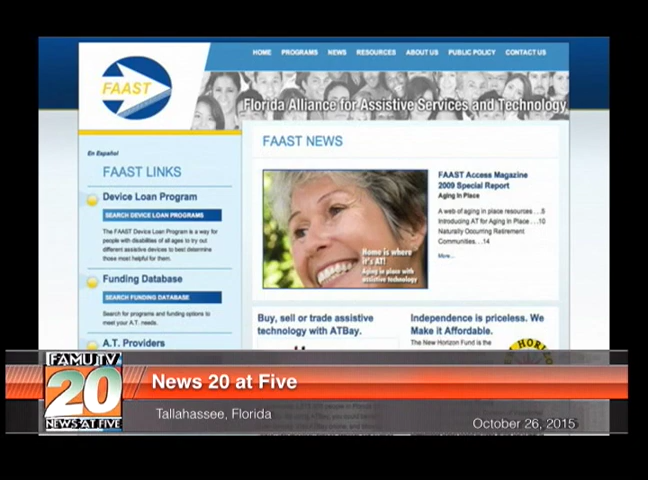 HOME PROGRAMS NEWS RESOURCES ABOUT US PUBLIC POLICY CONTACT US
FAAST
Florida Alliance for Assistive Services and Technology
En Español
FAAST LINKS
Device Loan Program
SEARCH DEVICE LOAN PROGRAMS
The FAAST Device Loan Program is a way for
people with disabilities of all ages to try out
different assistive devices to best determine
those most helpful for them.
Funding Database
SEARCH FUNDING DATABASE
Search for programs and funding options to
meet your A.T. needs.
A.T. Providers
FAAST NEWS
Home is where
it's AT!
Aging in place with
assistive technology
FAAST Access Magazine
2009 Special Report
Aging In Place
A web of aging in place resources....8
Introducing AT for Aging In Place ...10
Naturally Occurring Retirement
Communities....14
More...
Buy, sell or trade assistive
technology with ATBay.
Independence is priceless. We
Make it Affordable.
The New Horizon Fund is the
HORIZ
FAMU TV
20
NEWS AT FIVE
News 20 at Five
Tallahassee, Florida
October 26, 2015